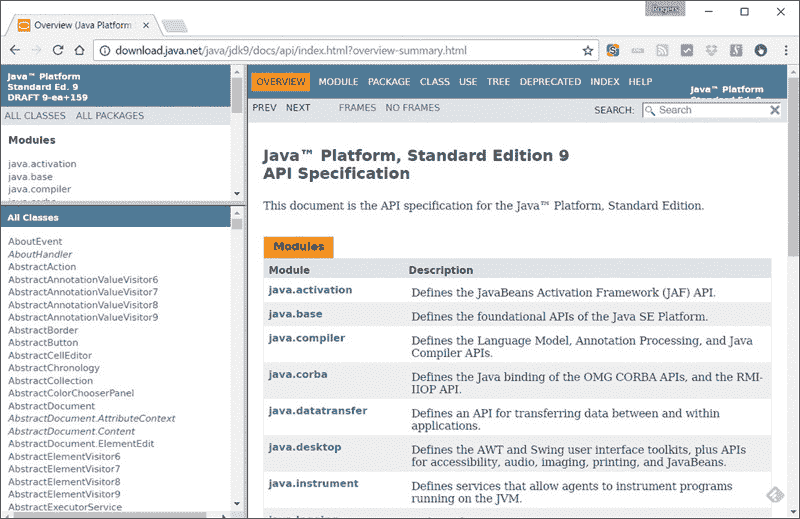 Rogers
Overview (Java Platform
download.java.net/java/jdk9/docs/api/index.html?overview-summary.html
Java™ Platform
Standard Ed. 9
DRAFT 9-ea+159
ALL CLASSES ALL PACKAGES
Modules
java.activation
java.base
java.compiler
java.corba
All Classes
AboutEvent
AboutHandler
AbstractAction
AbstractAnnotationValueVisitor6
AbstractAnnotationValueVisitor7
AbstractAnnotationValueVisitor8
AbstractAnnotationValueVisitor9
AbstractBorder
AbstractButton
AbstractCellEditor
AbstractChronology
AbstractCollection
AbstractColorChooserPanel
AbstractDocument
AbstractDocument.AttributeContext
AbstractDocument.Content
AbstractDocument.ElementEdit
AbstractElementVisitor6
AbstractElementVisitor7
AbstractElementVisitor8
AbstractElementVisitor9
AbstractExecutorService
OVERVIEW MODULE PACKAGE CLASS USE TREE DEPRECATED INDEX HELP
Java™ Platform
Standard Ed. 9
PREV NEXT FRAMES NO FRAMES
SEARCH: Search
Java™ Platform, Standard Edition 9
API Specification
This document is the API specification for the Java™ Platform, Standard Edition.
Modules
Module Description
java.activation Defines the JavaBeans Activation Framework (JAF) API.
java.base Defines the foundational APIs of the Java SE Platform.
java.compiler Defines the Language Model, Annotation Processing, and Java
Compiler APIs.
java.corba Defines the Java binding of the OMG CORBA APIs, and the RMI-
IIOP API.
java.datatransfer Defines an API for transferring data between and within
applications.
java.desktop Defines the AWT and Swing user interface toolkits, plus APIs
for accessibility, audio, imaging, printing, and JavaBeans.
java.instrument Defines services that allow agents to instrument programs
running on the JVM.